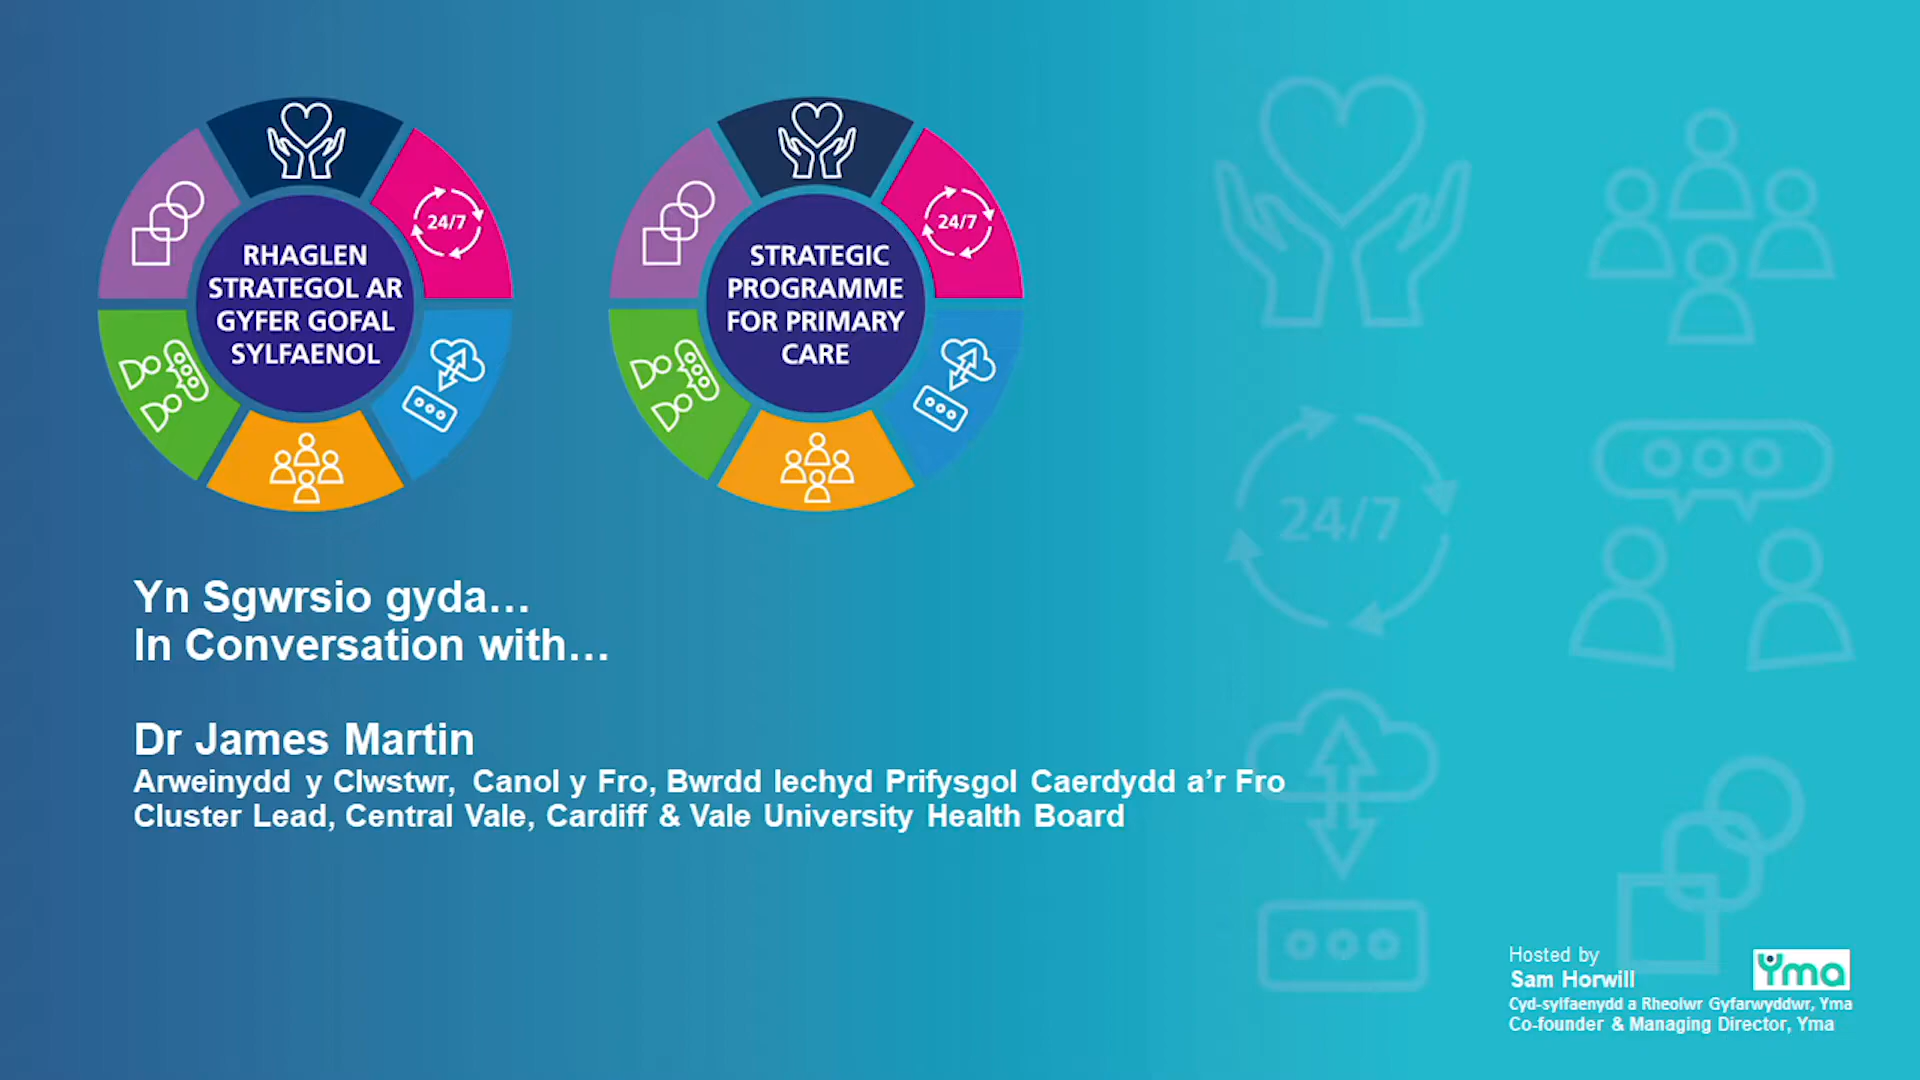 RHAGLEN
STRATEGOL AR
GYFER GOFAL
SYLFAENOL
24/7
STRATEGIC
PROGRAMME
FOR PRIMARY
CARE
24/7
24/7
Yn Sgwrsio gyda…
In Conversation with…
Dr James Martin
Arweinydd y Clwstwr, Canol y Fro, Bwrdd Iechyd Prifysgol Caerdydd a’r Fro
Cluster Lead, Central Vale, Cardiff & Vale University Health Board
Hosted by
Sam Horwill
Yma
Cyd-sylfaenydd a Rheolwr Gyfarwyddwr, Yma
Co-founder & Managing Director, Yma